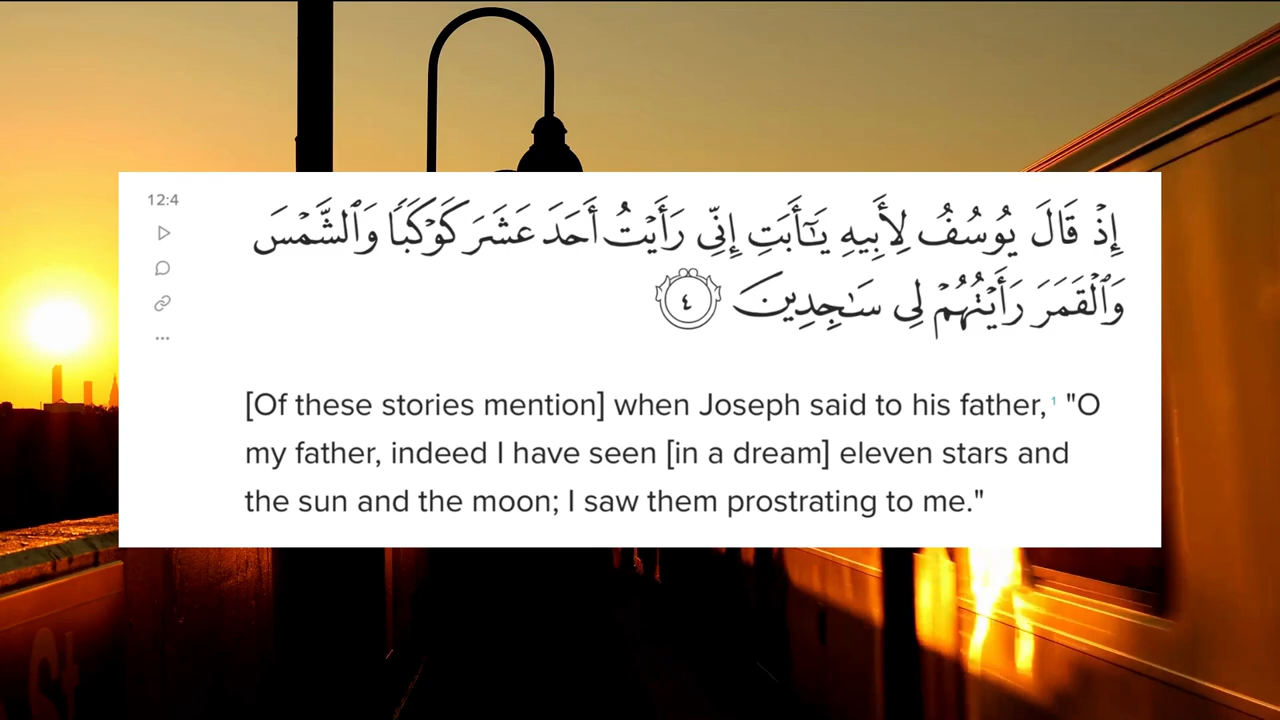 12:4
إِذْ قَالَ يُوسُفُ لِأَبِيهِ يَـٰٓأَبَتِ إِنِّى رَأَيْتُ أَحَدَ عَشَرَ كَوْكَبًا وَٱلشَّمْسَ
وَٱلْقَمَرَ رَأَيْتُهُمْ لِى سَـٰجِدِينَ ٤
[Of these stories mention] when Joseph said to his father,¹ "O
my father, indeed I have seen [in a dream] eleven stars and
the sun and the moon; I saw them prostrating to me."
St